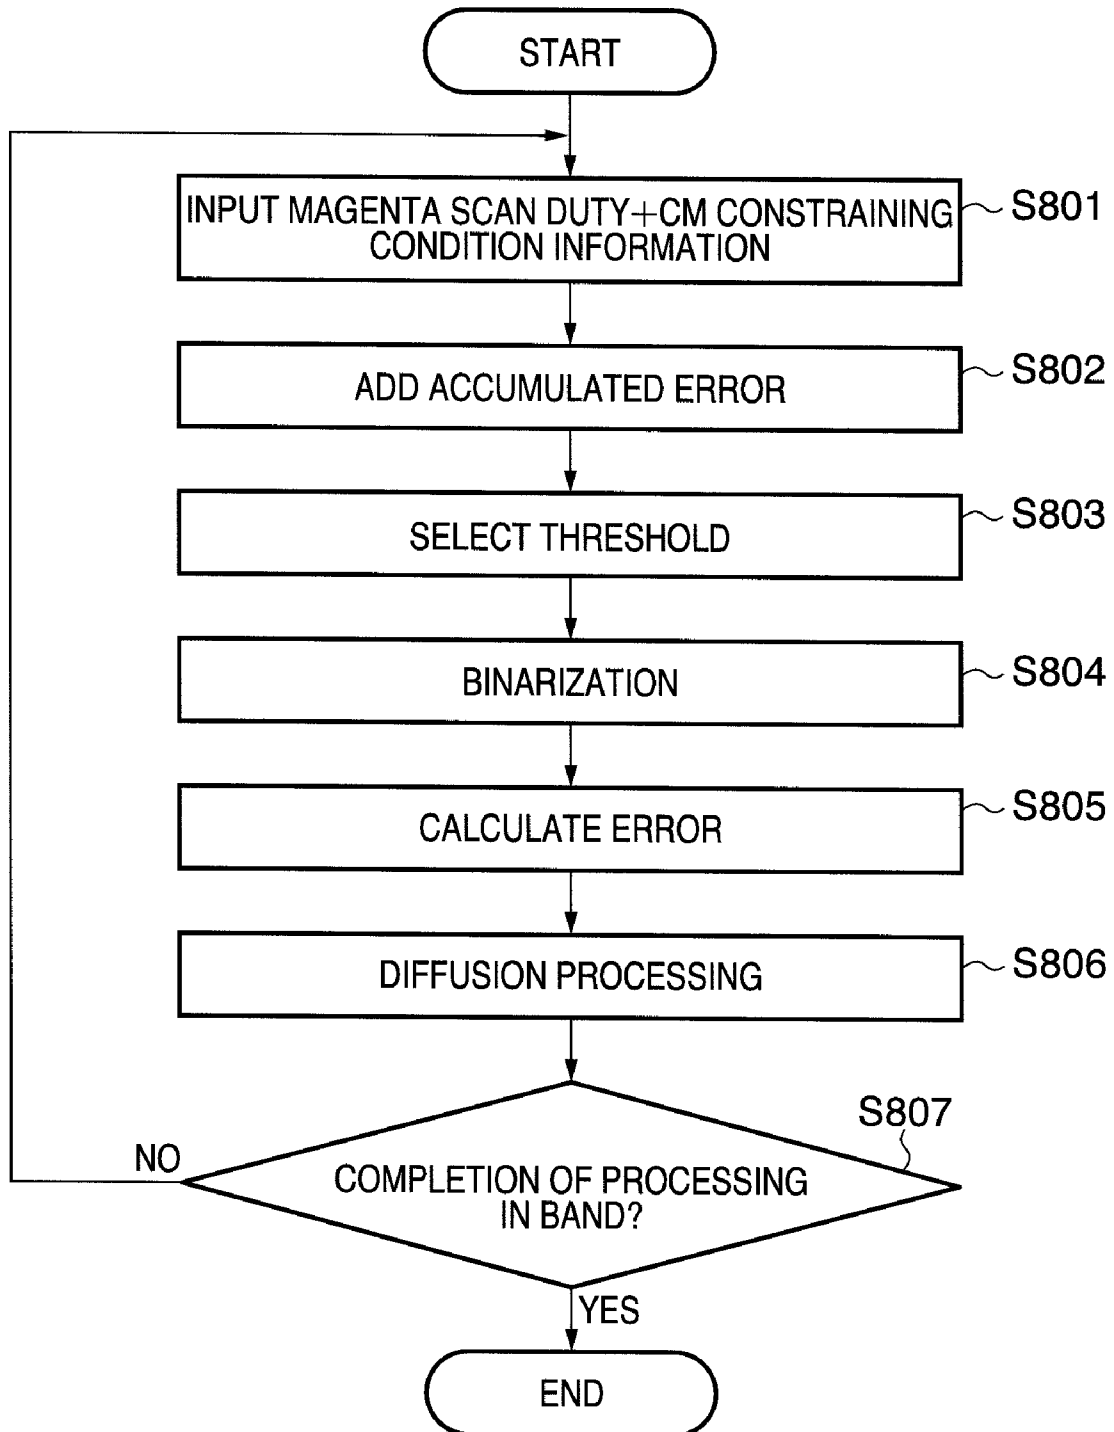 START
INPUT MAGENTA SCAN DUTY+CM CONSTRAINING
CONDITION INFORMATION
S801
ADD ACCUMULATED ERROR
S802
SELECT THRESHOLD
S803
BINARIZATION
S804
CALCULATE ERROR
S805
DIFFUSION PROCESSING
S806
S807
NO
COMPLETION OF PROCESSING
IN BAND?
YES
END